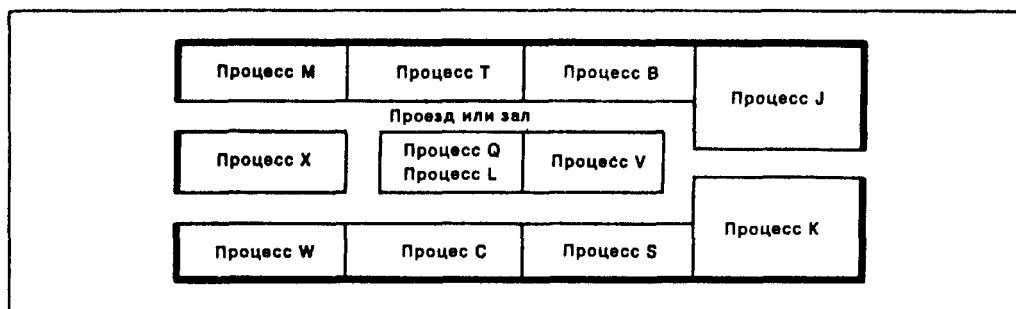 Процесс M
Процесс T
Процесс B
Процесс J
Проезд или зал
Процесс X
Процесс Q
Процесс L
Процесс V
Процесс K
Процесс W
Процес C
Процесс S